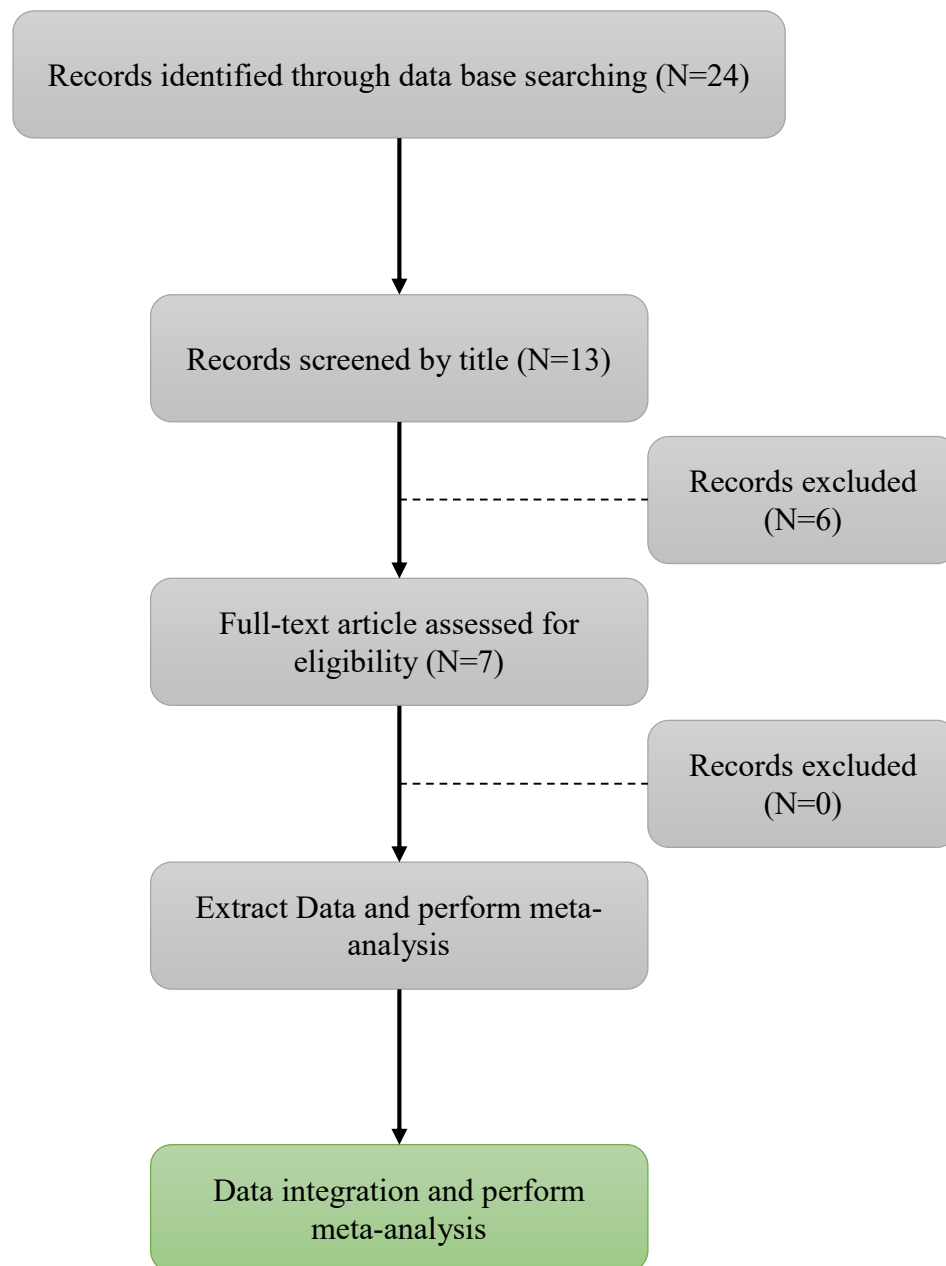 Records identified through data base searching (N=24)
Records screened by title (N=13)
Records excluded
(N=6)
Full-text article assessed for
eligibility (N=7)
Records excluded
(N=0)
Extract Data and perform meta-
analysis
Data integration and perform
meta-analysis